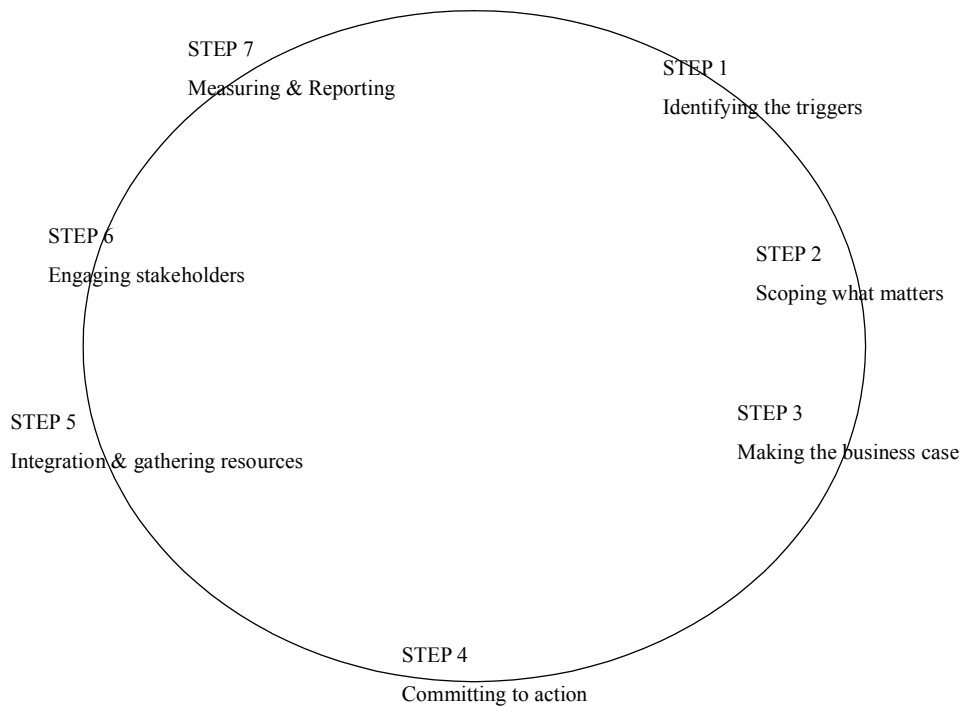 STEP 1
Identifying the triggers
STEP 2
Scoping what matters
STEP 3
Making the business case
STEP 4
Committing to action
STEP 5
Integration & gathering resources
STEP 6
Engaging stakeholders
STEP 7
Measuring & Reporting